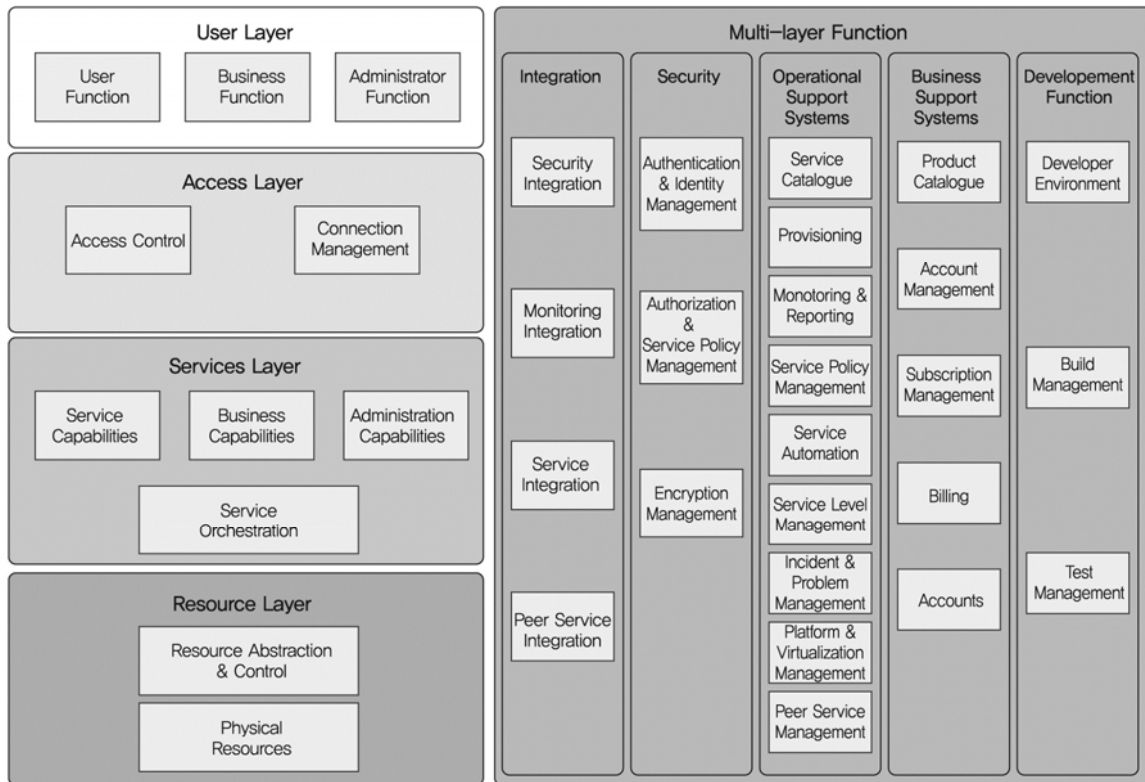 User Layer
User
Function
Business
Function
Administrator
Function
Access Layer
Access Control
Connection
Management
Services Layer
Service
Capabilities
Business
Capabilities
Administration
Capabilities
Service
Orchestration
Resource Layer
Resource Abstraction
& Control
Physical
Resources
Multi-layer Function
Integration
Security
Integration
Monitoring
Integration
Service
Integration
Peer Service
Integration
Security
Authentication
& Identity
Management
Authorization
&
Service Policy
Management
Encryption
Management
Operational
Support
Systems
Service
Catalogue
Provisioning
Monotoring &
Reporting
Service Policy
Management
Service
Automation
Service Level
Management
Incident &
Problem
Management
Platform &
Virtualization
Management
Peer Service
Management
Business
Support
Systems
Product
Catalogue
Account
Management
Subscription
Management
Billing
Accounts
Developement
Function
Developer
Environment
Build
Management
Test
Management